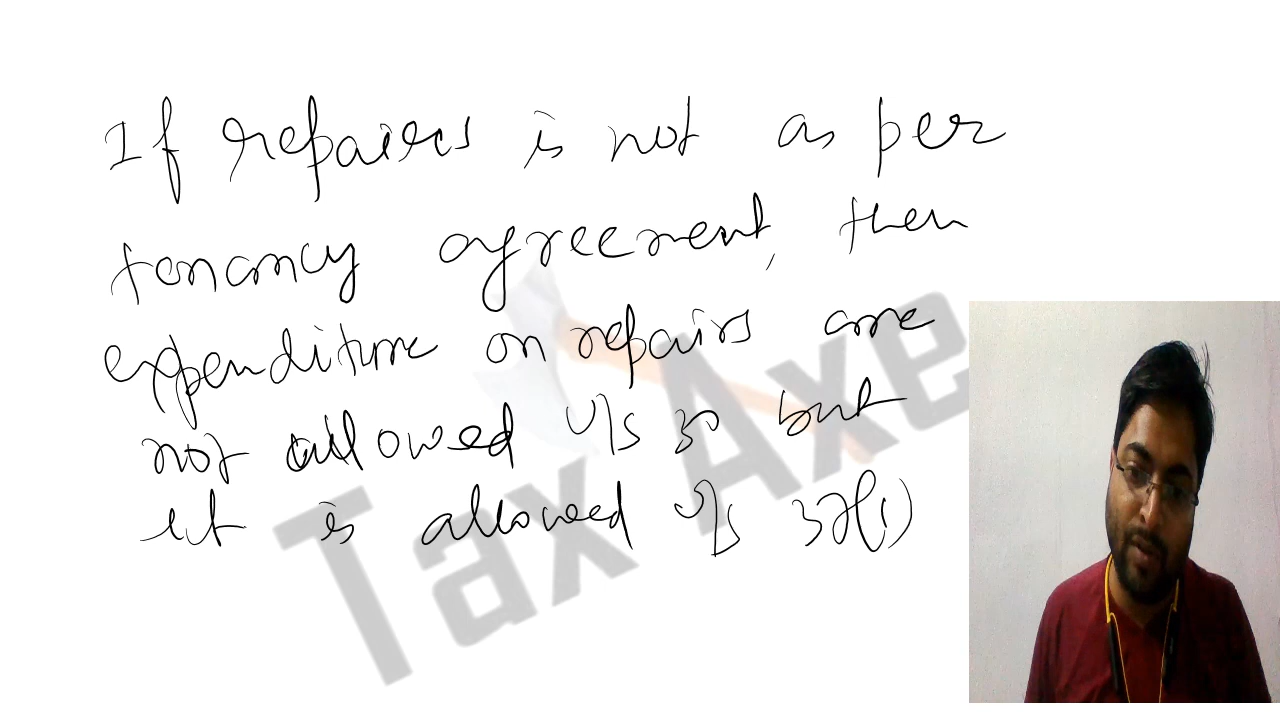 If repairs is not as per
tenancy agreement, then
expenditure on repairs are
not allowed u/s 30 but
it is allowed u/s 37(1)
Tax Axe